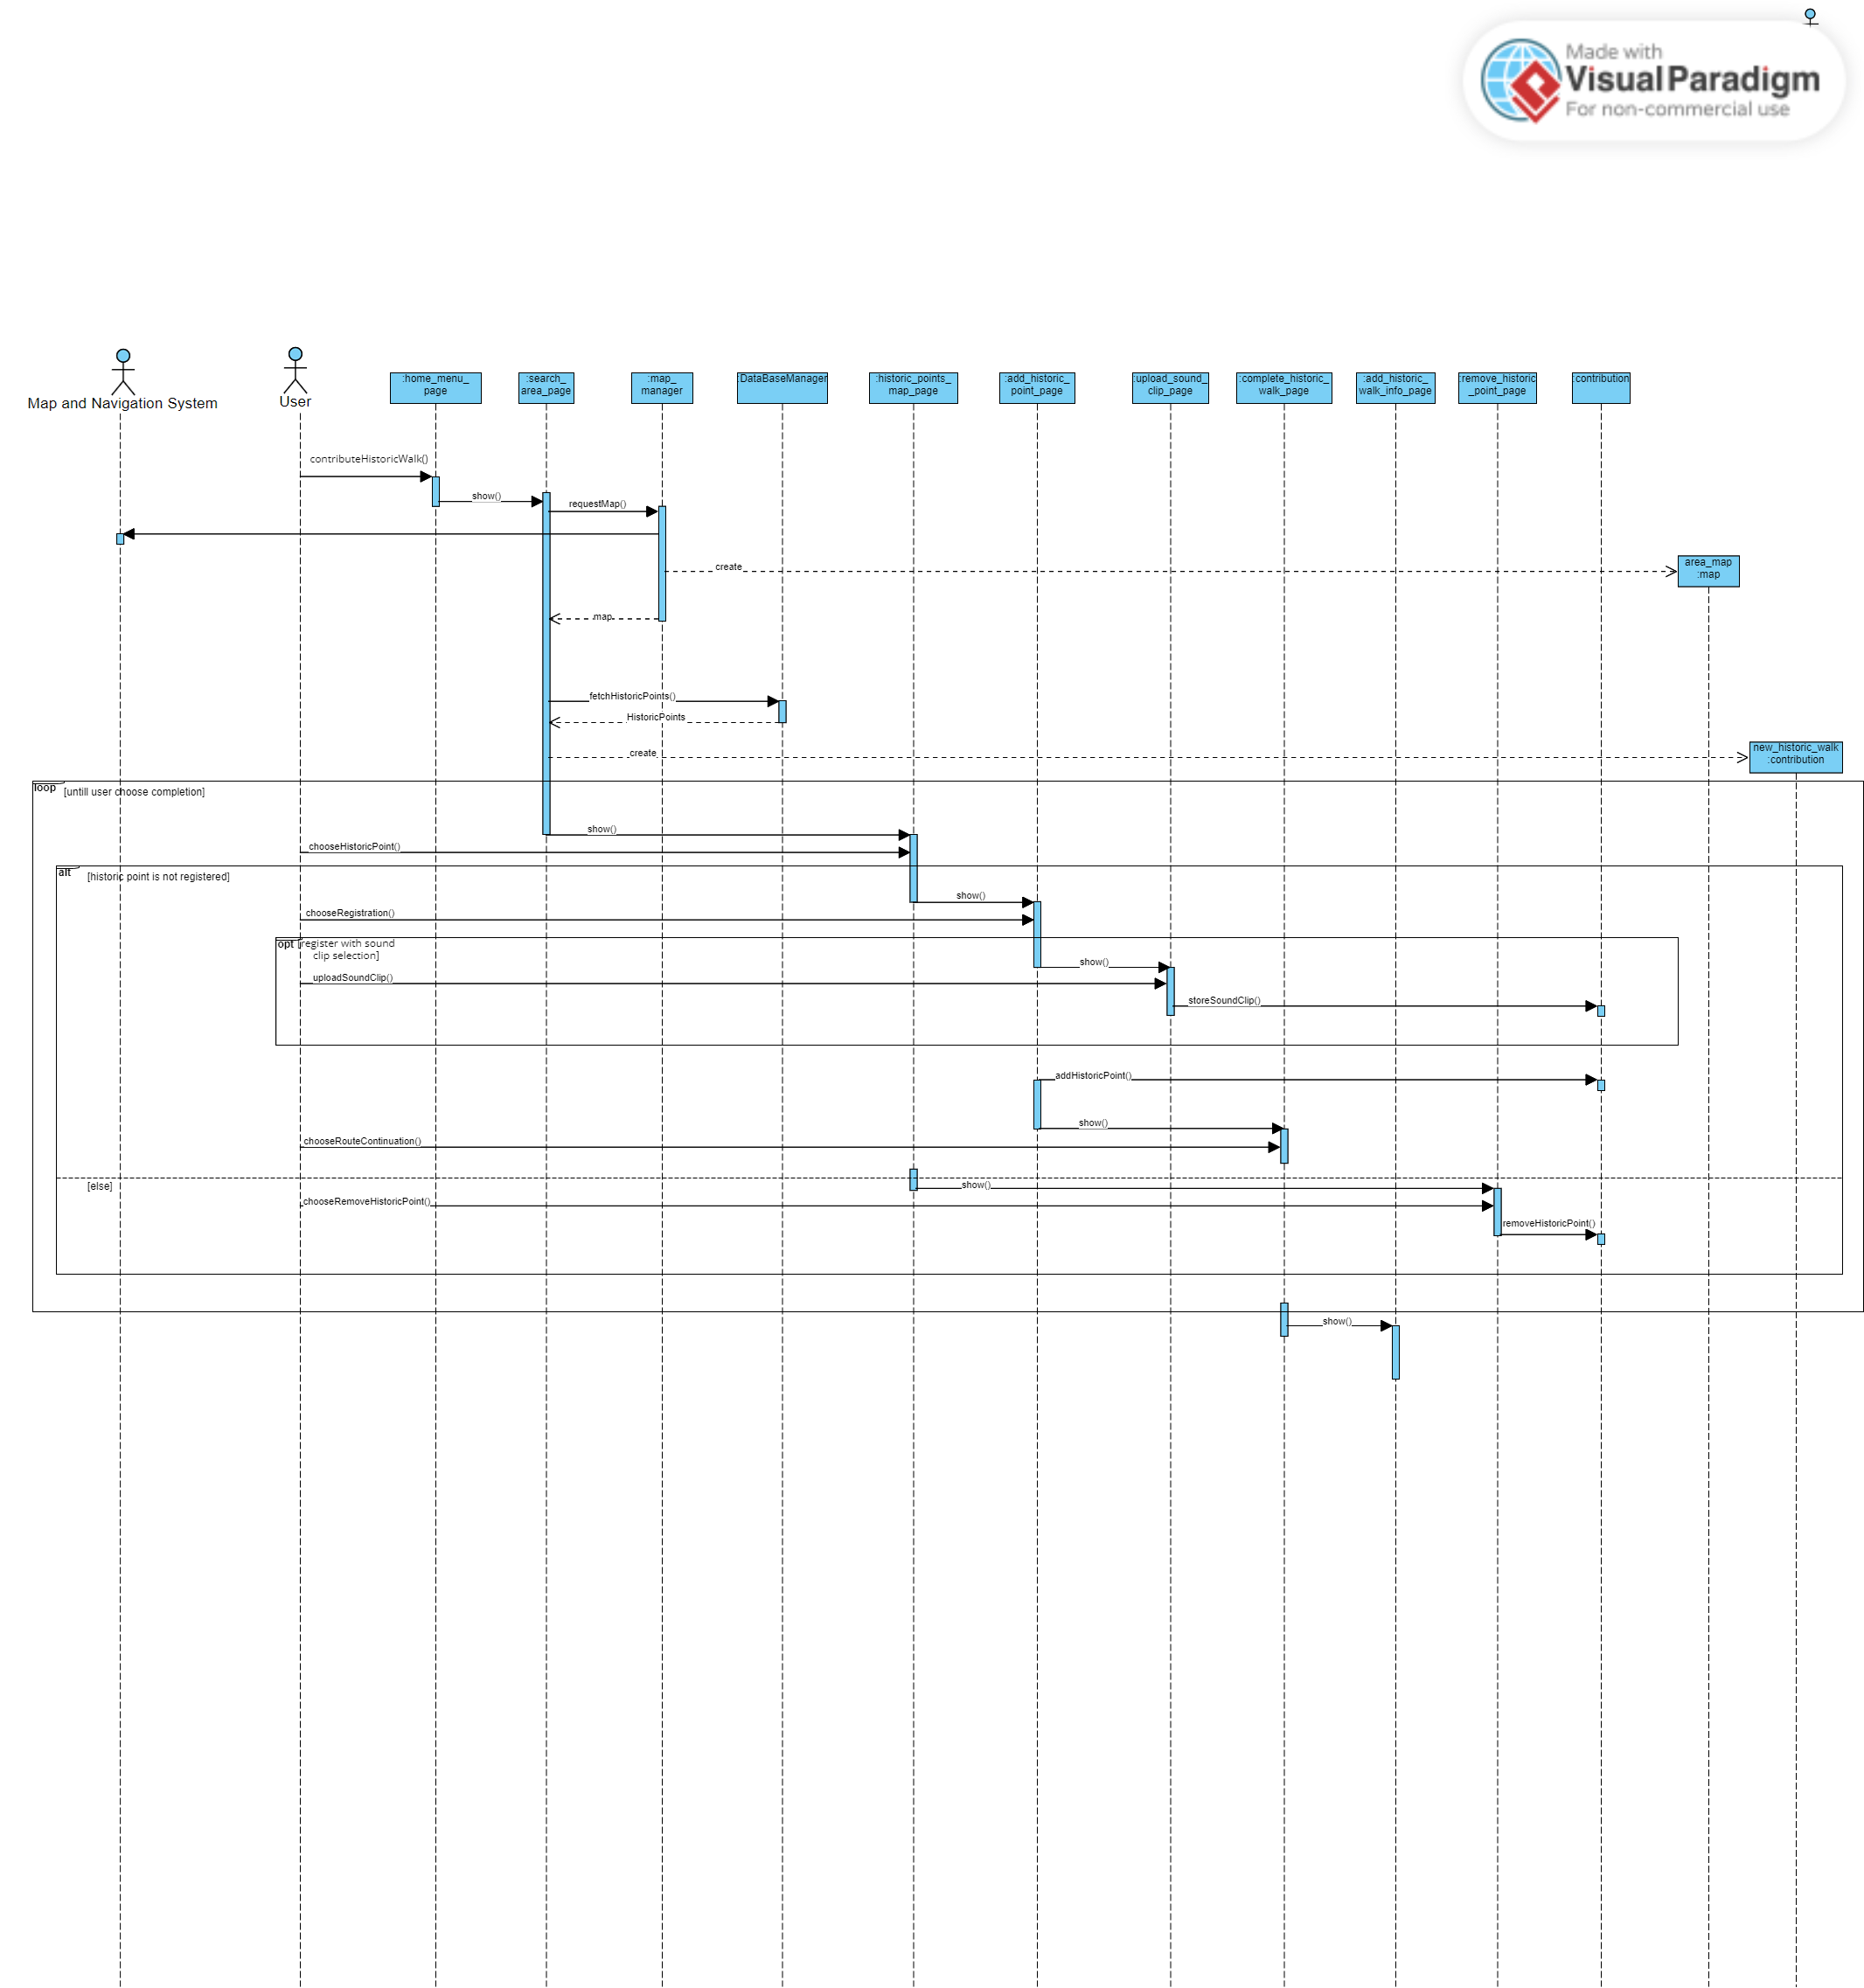 Made with
Visual Paradigm
For non-commercial use
Map and Navigation System
User
:home_menu_
page
:search_
area_page
:map_
manager
:DataBaseManager
:historic_points_
map_page
:add_historic_
point_page
:upload_sound_
clip_page
:complete_historic_
walk_page
:add_historic_
walk_info_page
:remove_historic
_point_page
:contribution
contributeHistoricWalk()
show()
requestMap()
create
area_map
:map
map
fetchHistoricPoints()
HistoricPoints
create
new_historic_walk
:contribution
loop
[untill user choose completion]
show()
chooseHistoricPoint()
alt
[historic point is not registered]
show()
chooseRegistration()
opt
[register with sound
clip selection]
show()
uploadSoundClip()
storeSoundClip()
addHistoricPoint()
show()
chooseRouteContinuation()
[else]
show()
chooseRemoveHistoricPoint()
removeHistoricPoint()
show()